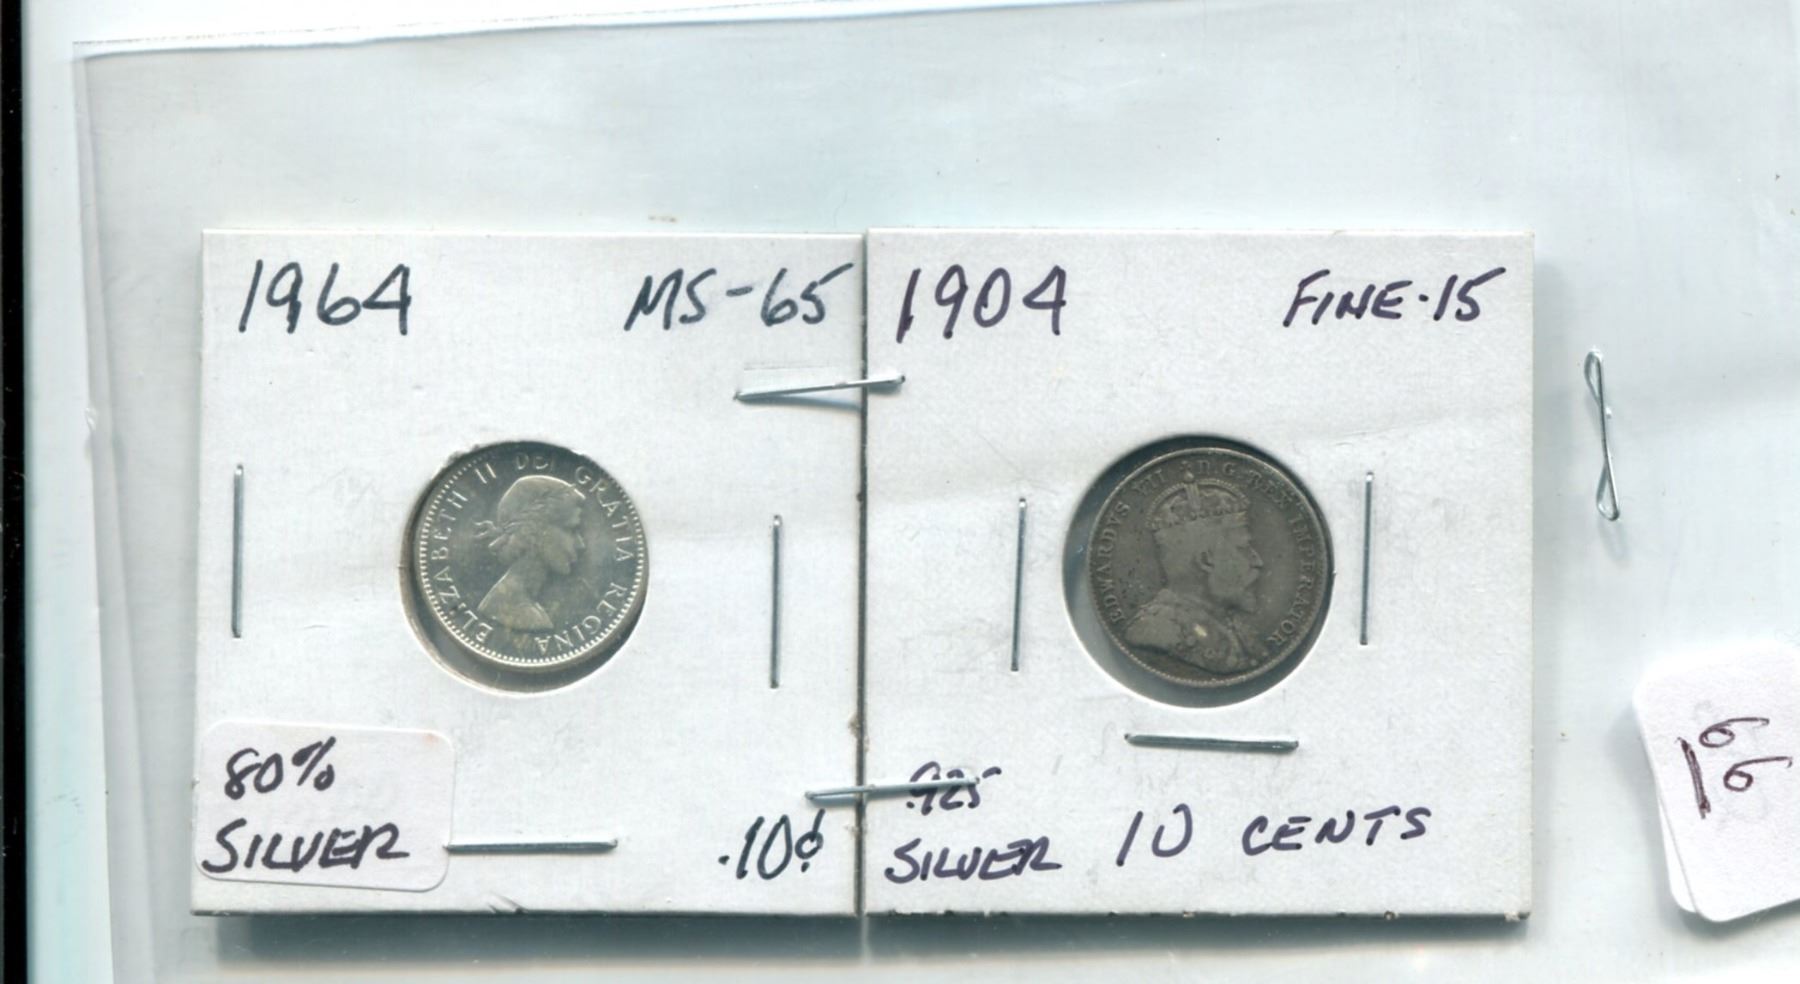 1964 MS-65
ELIZABETH II DEI GRATIA REGINA
80%
SILVER
.10¢
1904 FINE-15
EDWARDVS VII D.G. REX IMPERATOR
.925
SILVER 10 CENTS